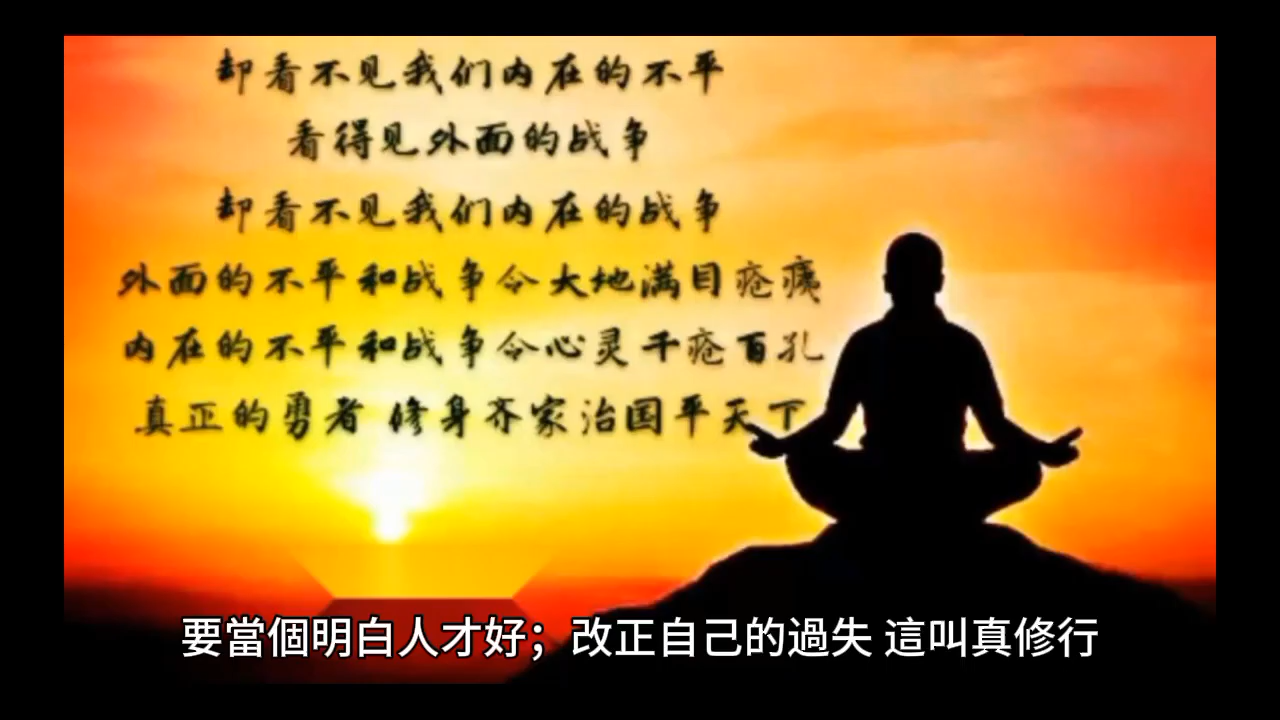 却看不见我们内在的不平
看得见外面的战争
却看不见我们内在的战争
外面的不平和战争令大地满目疮痍
内在的不平和战争令心灵千疮百孔
真正的勇者 修身齐家治国平天下
要當個明白人才好；改正自己的過失 這叫真修行